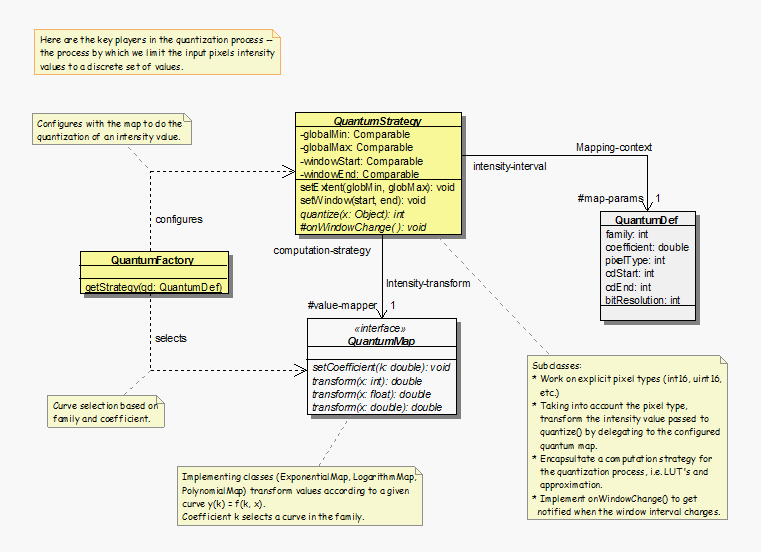 Here are the key players in the quantization process --
the process by which we limit the input pixels intensity
values to a discrete set of values.
Configures with the map to do the
quantization of an intensity value.
QuantumStrategy
-globalMin: Comparable
-globalMax: Comparable
-windowStart: Comparable
-windowEnd: Comparable
setExtent(globMin, globMax): void
setWindow(start, end): void
quantize(x: Object): int
#onWindowChange( ): void
Mapping-context
intensity-interval
#map-params
1
QuantumDef
family: int
coefficient: double
pixelType: int
cdStart: int
cdEnd: int
bitResolution: int
configures
QuantumFactory
getStrategy(qd: QuantumDef)
selects
computation-strategy
Intensity-transform
#value-mapper
1
«interface»
QuantumMap
setCoefficient(k: double): void
transform(x: int): double
transform(x: float): double
transform(x: double): double
Curve selection based on
family and coefficient.
Implementing classes (ExponentialMap, LogarithmMap,
PolynomialMap) transform values according to a given
curve y(k) = f(k, x).
Coefficient k selects a curve in the family.
Subclasses:
* Work on explicit pixel types (int16, uint16,
etc.)
* Taking into account the pixel type,
transform the intensity value passed to
quantize() by delegating to the configured
quantum map.
* Encapsultate a computation strategy for
the quantization process, i.e. LUT's and
approximation.
* Implement onWindowChange() to get
notified when the window interval changes.